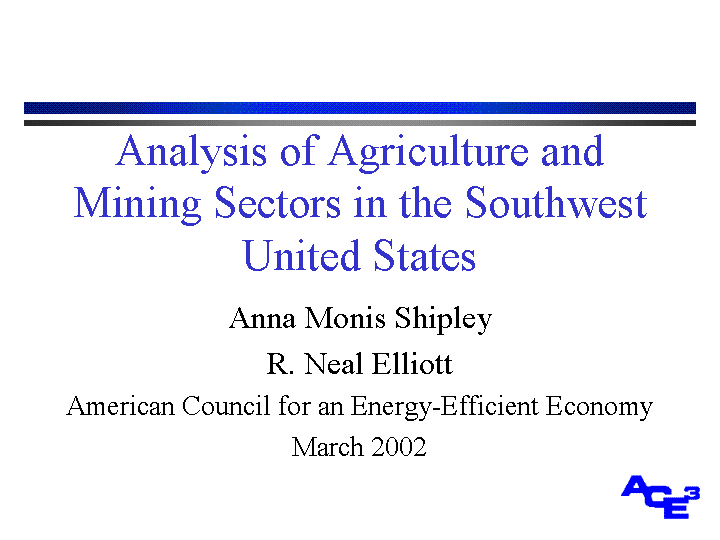 Analysis of Agriculture and
Mining Sectors in the Southwest
United States
Anna Monis Shipley
R. Neal Elliott
American Council for an Energy-Efficient Economy
March 2002
ACE3